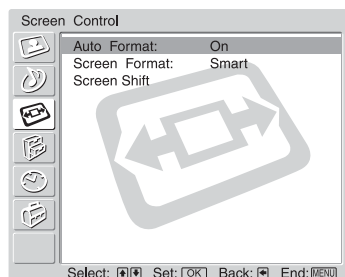 Screen Control
Auto Format: On
Screen Format: Smart
Screen Shift
Select: Set: OK Back: End: MENU